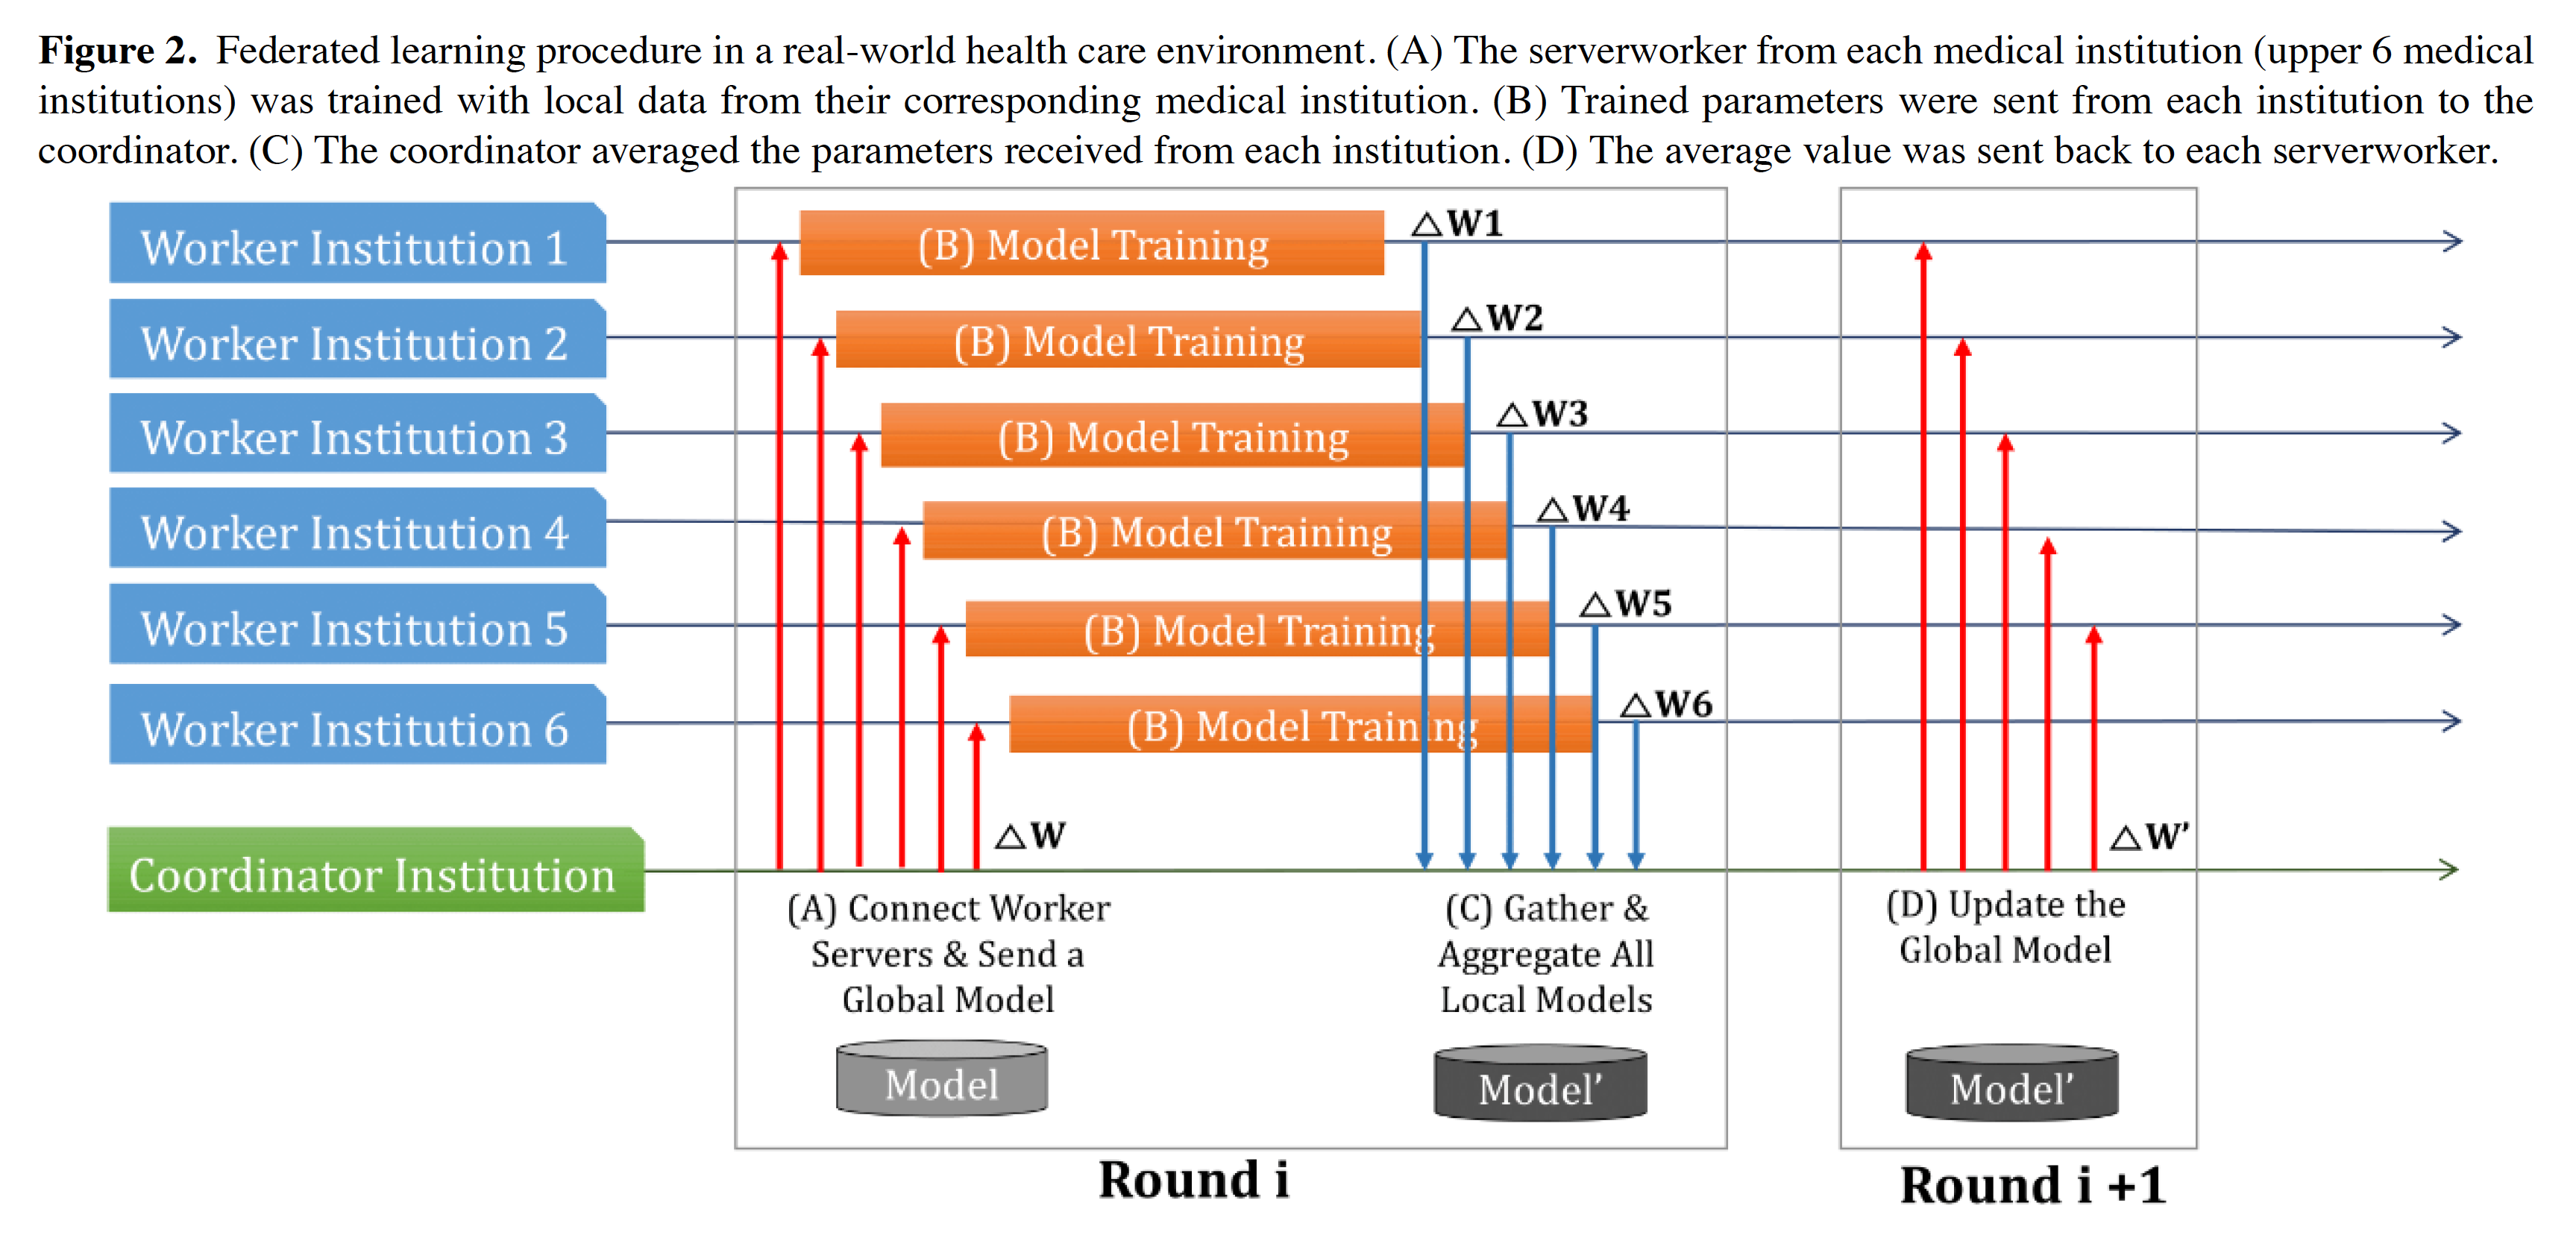 Figure 2. Federated learning procedure in a real-world health care environment. (A) The serverworker from each medical institution (upper 6 medical
institutions) was trained with local data from their corresponding medical institution. (B) Trained parameters were sent from each institution to the
coordinator. (C) The coordinator averaged the parameters received from each institution. (D) The average value was sent back to each serverworker.
Worker Institution 1
(B) Model Training
△W1
Worker Institution 2
(B) Model Training
△W2
Worker Institution 3
(B) Model Training
△W3
Worker Institution 4
(B) Model Training
△W4
Worker Institution 5
(B) Model Training
△W5
Worker Institution 6
(B) Model Training
△W6
Coordinator Institution
△W
△W’
(A) Connect Worker
Servers & Send a
Global Model
(C) Gather &
Aggregate All
Local Models
(D) Update the
Global Model
Model
Model’
Model’
Round i
Round i +1